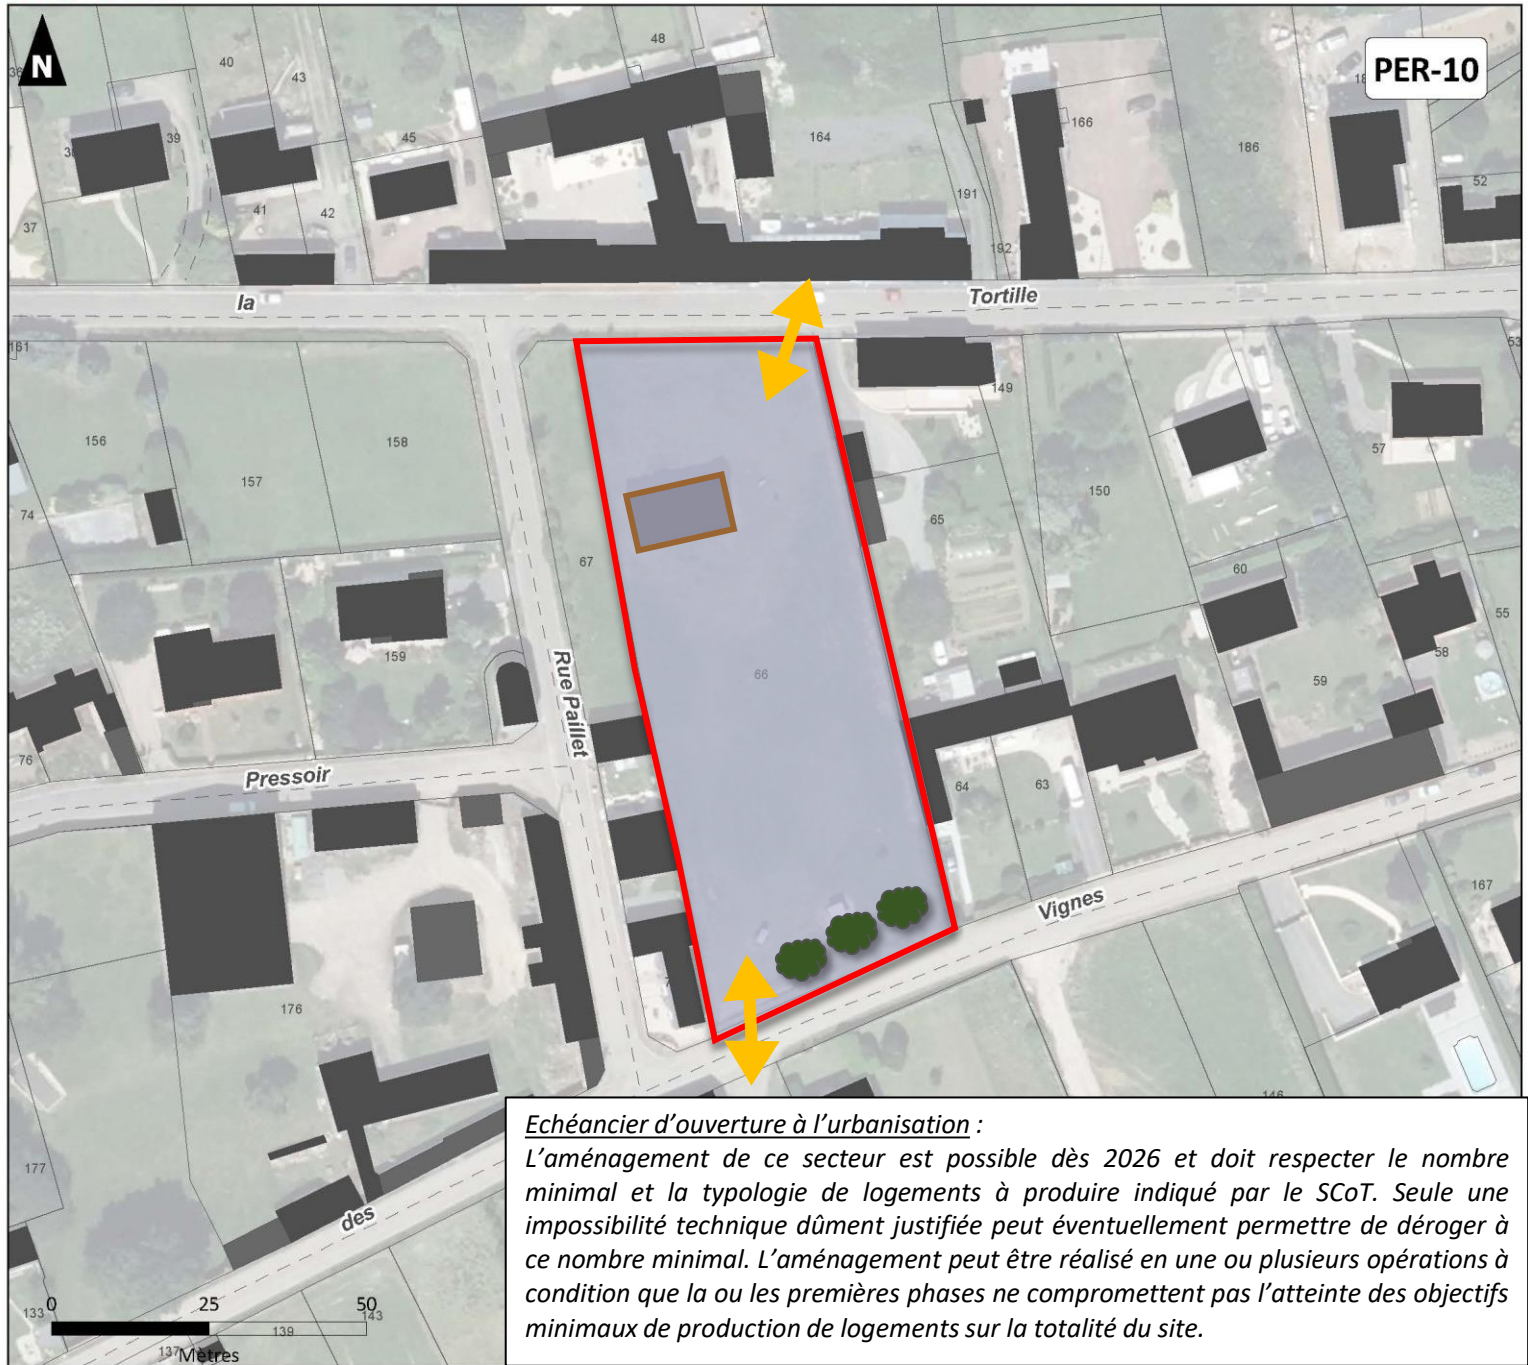 N
PER-10
48
40
43
36
39
38
45
164
166
18
186
52
191
41
42
37
192
la
Tortille
161
53
149
156
158
157
57
74
150
65
67
60
55
58
159
66
59
Rue Paillet
76
Pressoir
64
63
Vignes
167
7
176
146
177
des
Echéancier d’ouverture à l’urbanisation :
L’aménagement de ce secteur est possible dès 2026 et doit respecter le nombre
minimal et la typologie de logements à produire indiqué par le SCoT. Seule une
impossibilité technique dûment justifiée peut éventuellement permettre de déroger à
ce nombre minimal. L’aménagement peut être réalisé en une ou plusieurs opérations à
condition que la ou les premières phases ne compromettent pas l’atteinte des objectifs
minimaux de production de logements sur la totalité du site.
0 25 50
133
143
139
137
Mètres